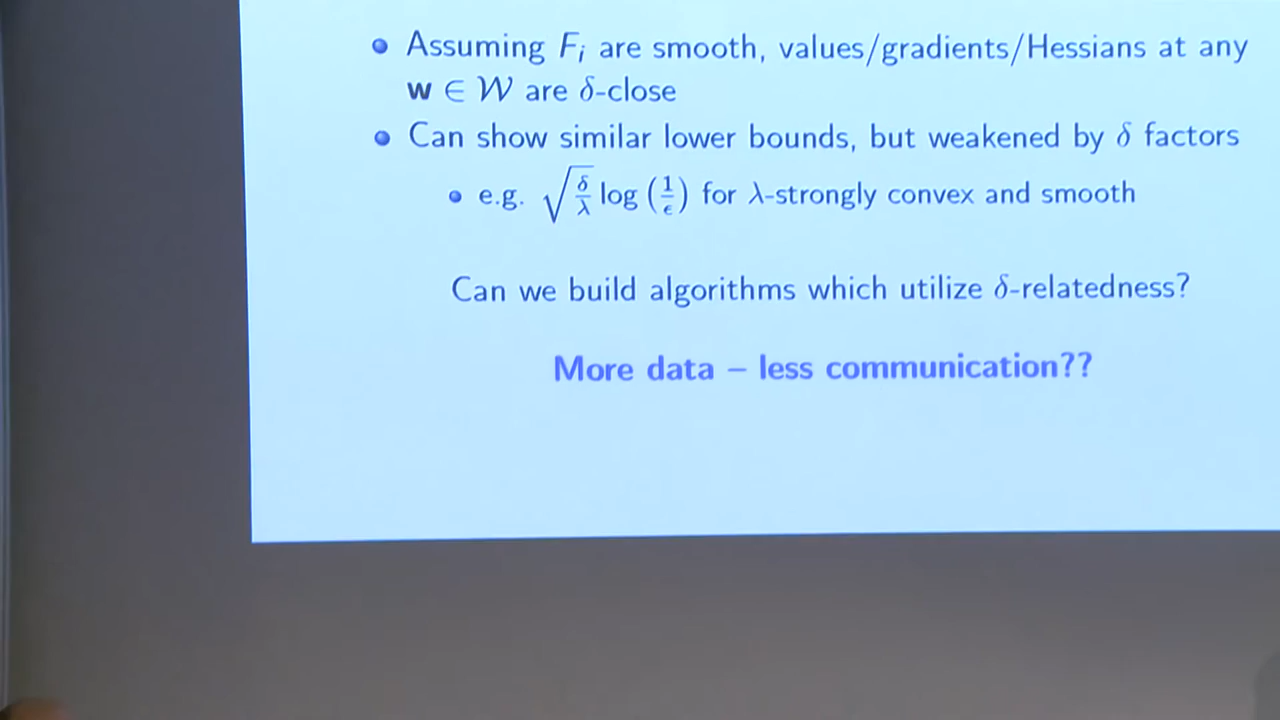 • Assuming F_i are smooth, values/gradients/Hessians at any
w ∈ 𝒲 are δ-close
• Can show similar lower bounds, but weakened by δ factors
• e.g. √(δ/λ) log (1/ϵ) for λ-strongly convex and smooth
Can we build algorithms which utilize δ-relatedness?
More data – less communication??